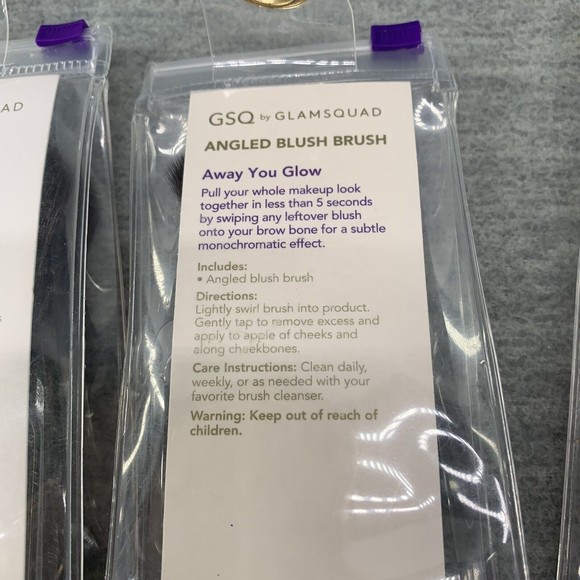 AD
GSQ by GLAMSQUAD
ANGLED BLUSH BRUSH
Away You Glow
Pull your whole makeup look
together in less than 5 seconds
by swiping any leftover blush
onto your brow bone for a subtle
monochromatic effect.
Includes:
• Angled blush brush
Directions:
Lightly swirl brush into product.
Gently tap to remove excess and
apply to apple of cheeks and
along cheekbones.
Care Instructions: Clean daily,
weekly, or as needed with your
favorite brush cleanser.
Warning: Keep out of reach of
children.